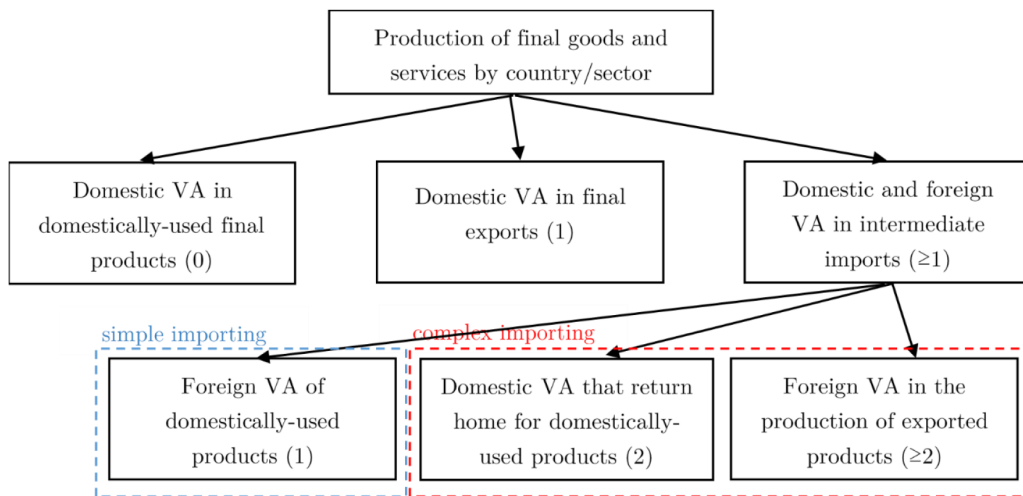 Production of final goods and
services by country/sector
Domestic VA in
domestically-used final
products (0)
Domestic VA in final
exports (1)
Domestic and foreign
VA in intermediate
imports (≥1)
simple importing
complex importing
Foreign VA of
domestically-used
products (1)
Domestic VA that return
home for domestically-
used products (2)
Foreign VA in the
production of exported
products (≥2)